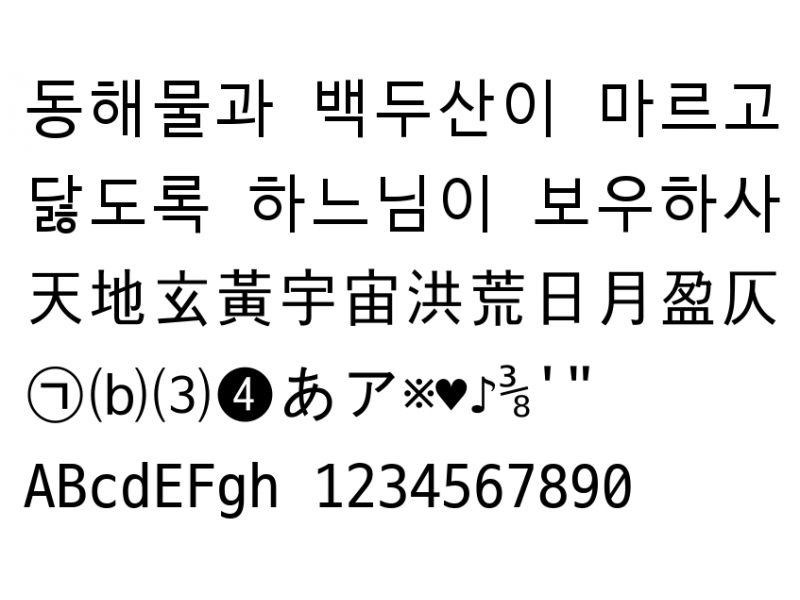 동해물과 백두산이 마르고
닳도록 하느님이 보우하사
天地玄黃宇宙洪荒日月盈仄
㉠⒝⑶❹あア※♥♪⅜'"
ABcdEFgh 1234567890